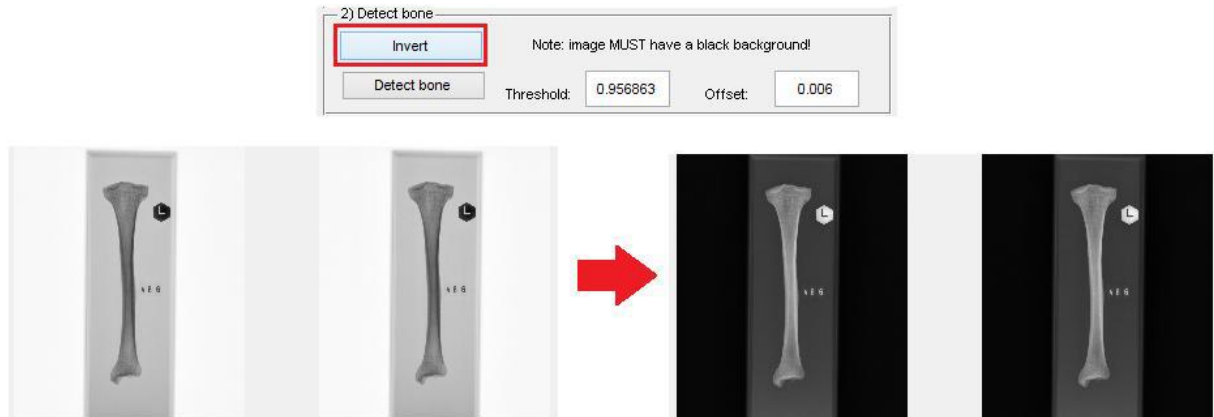 2) Detect bone
Invert
Note: image MUST have a black background!
Detect bone
Threshold:
0.956863
Offset:
0.006
L
L
L
L